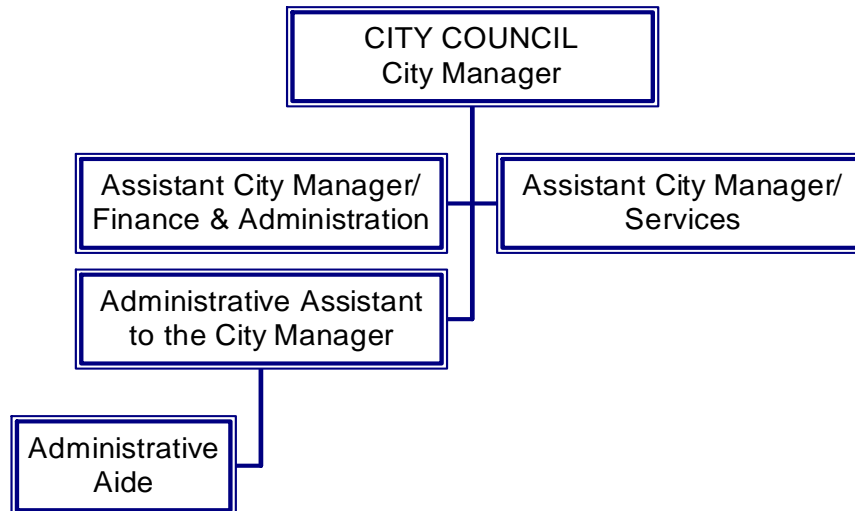 CITY COUNCIL
City Manager
Assistant City Manager/
Finance & Administration
Assistant City Manager/
Services
Administrative Assistant
to the City Manager
Administrative
Aide